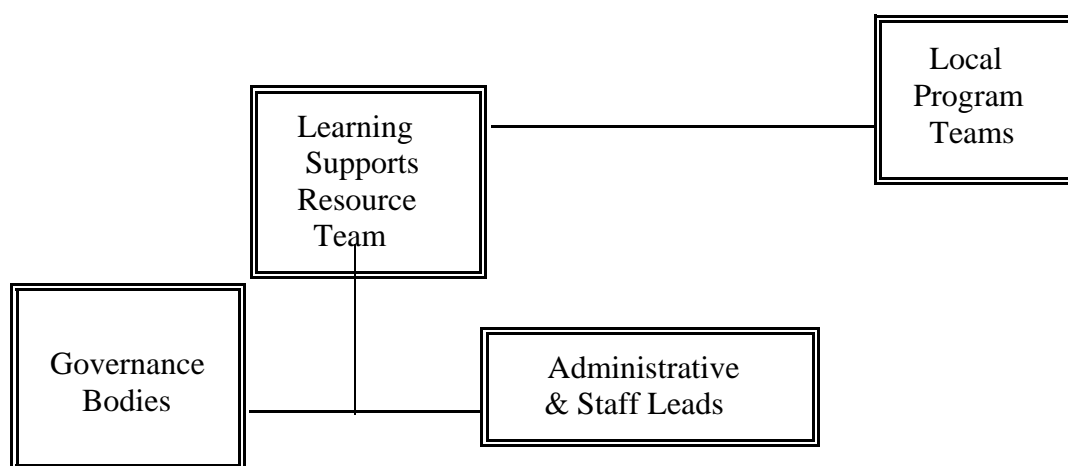 Local
Program
Teams
Learning
Supports
Resource
Team
Governance
Bodies
Administrative
& Staff Leads